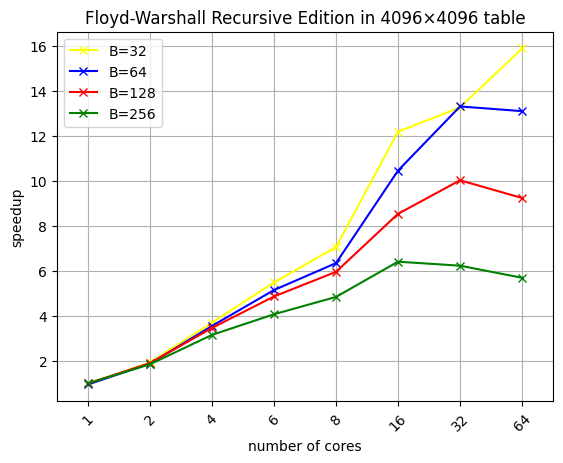 Floyd-Warshall Recursive Edition in 4096×4096 table
B=32
B=64
B=128
B=256
16
14
12
10
8
6
4
2
speedup
1 2 4 6 8 16 32 64
number of cores